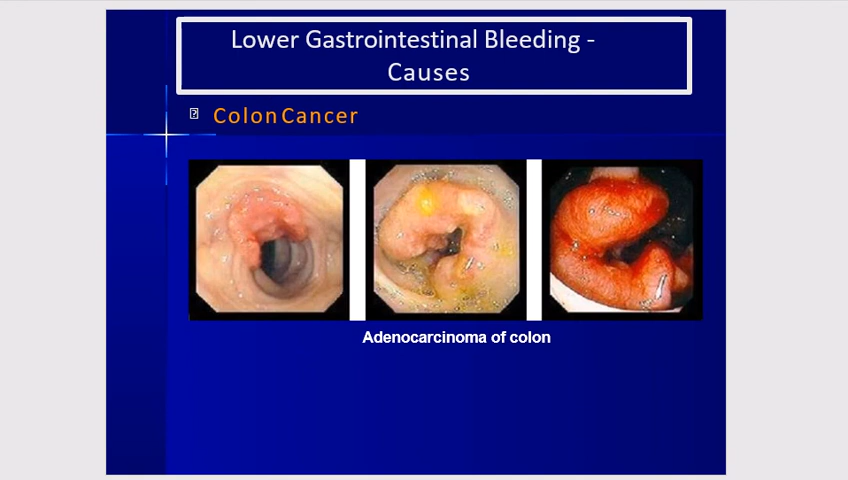 Lower Gastrointestinal Bleeding -
Causes
Colon Cancer
Adenocarcinoma of colon